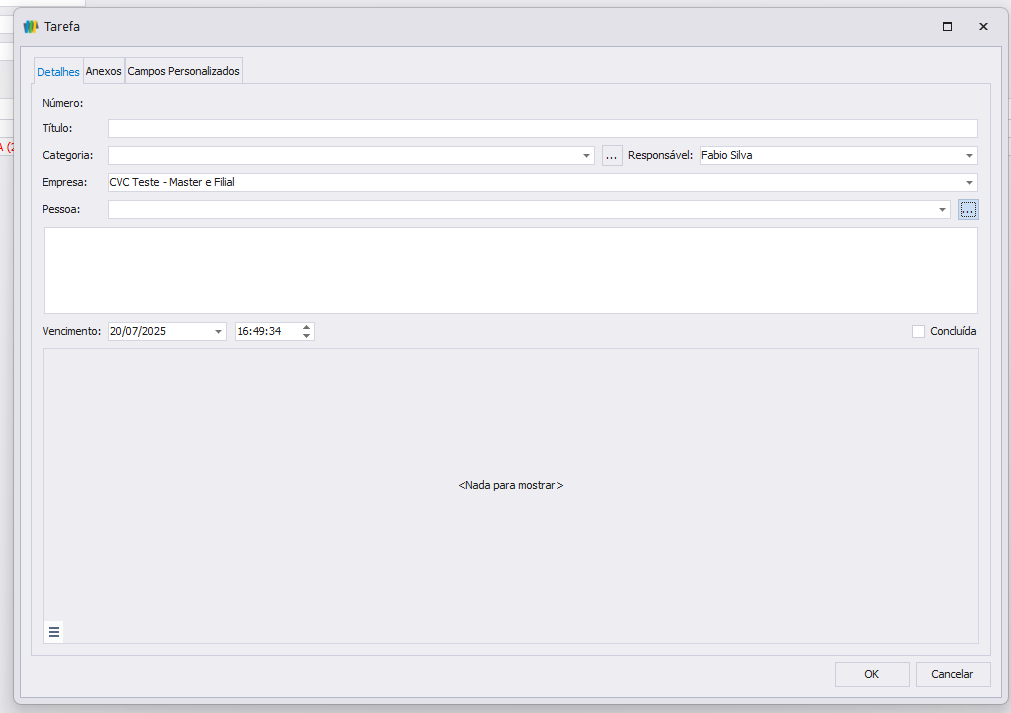 Tarefa
Detalhes Anexos Campos Personalizados
Número:
Título:
Categoria: ... Responsável: Fabio Silva
Empresa: CVC Teste - Master e Filial
Pessoa: ...
Vencimento: 20/07/2025 16:49:34 Concluída
<Nada para mostrar>
OK Cancelar